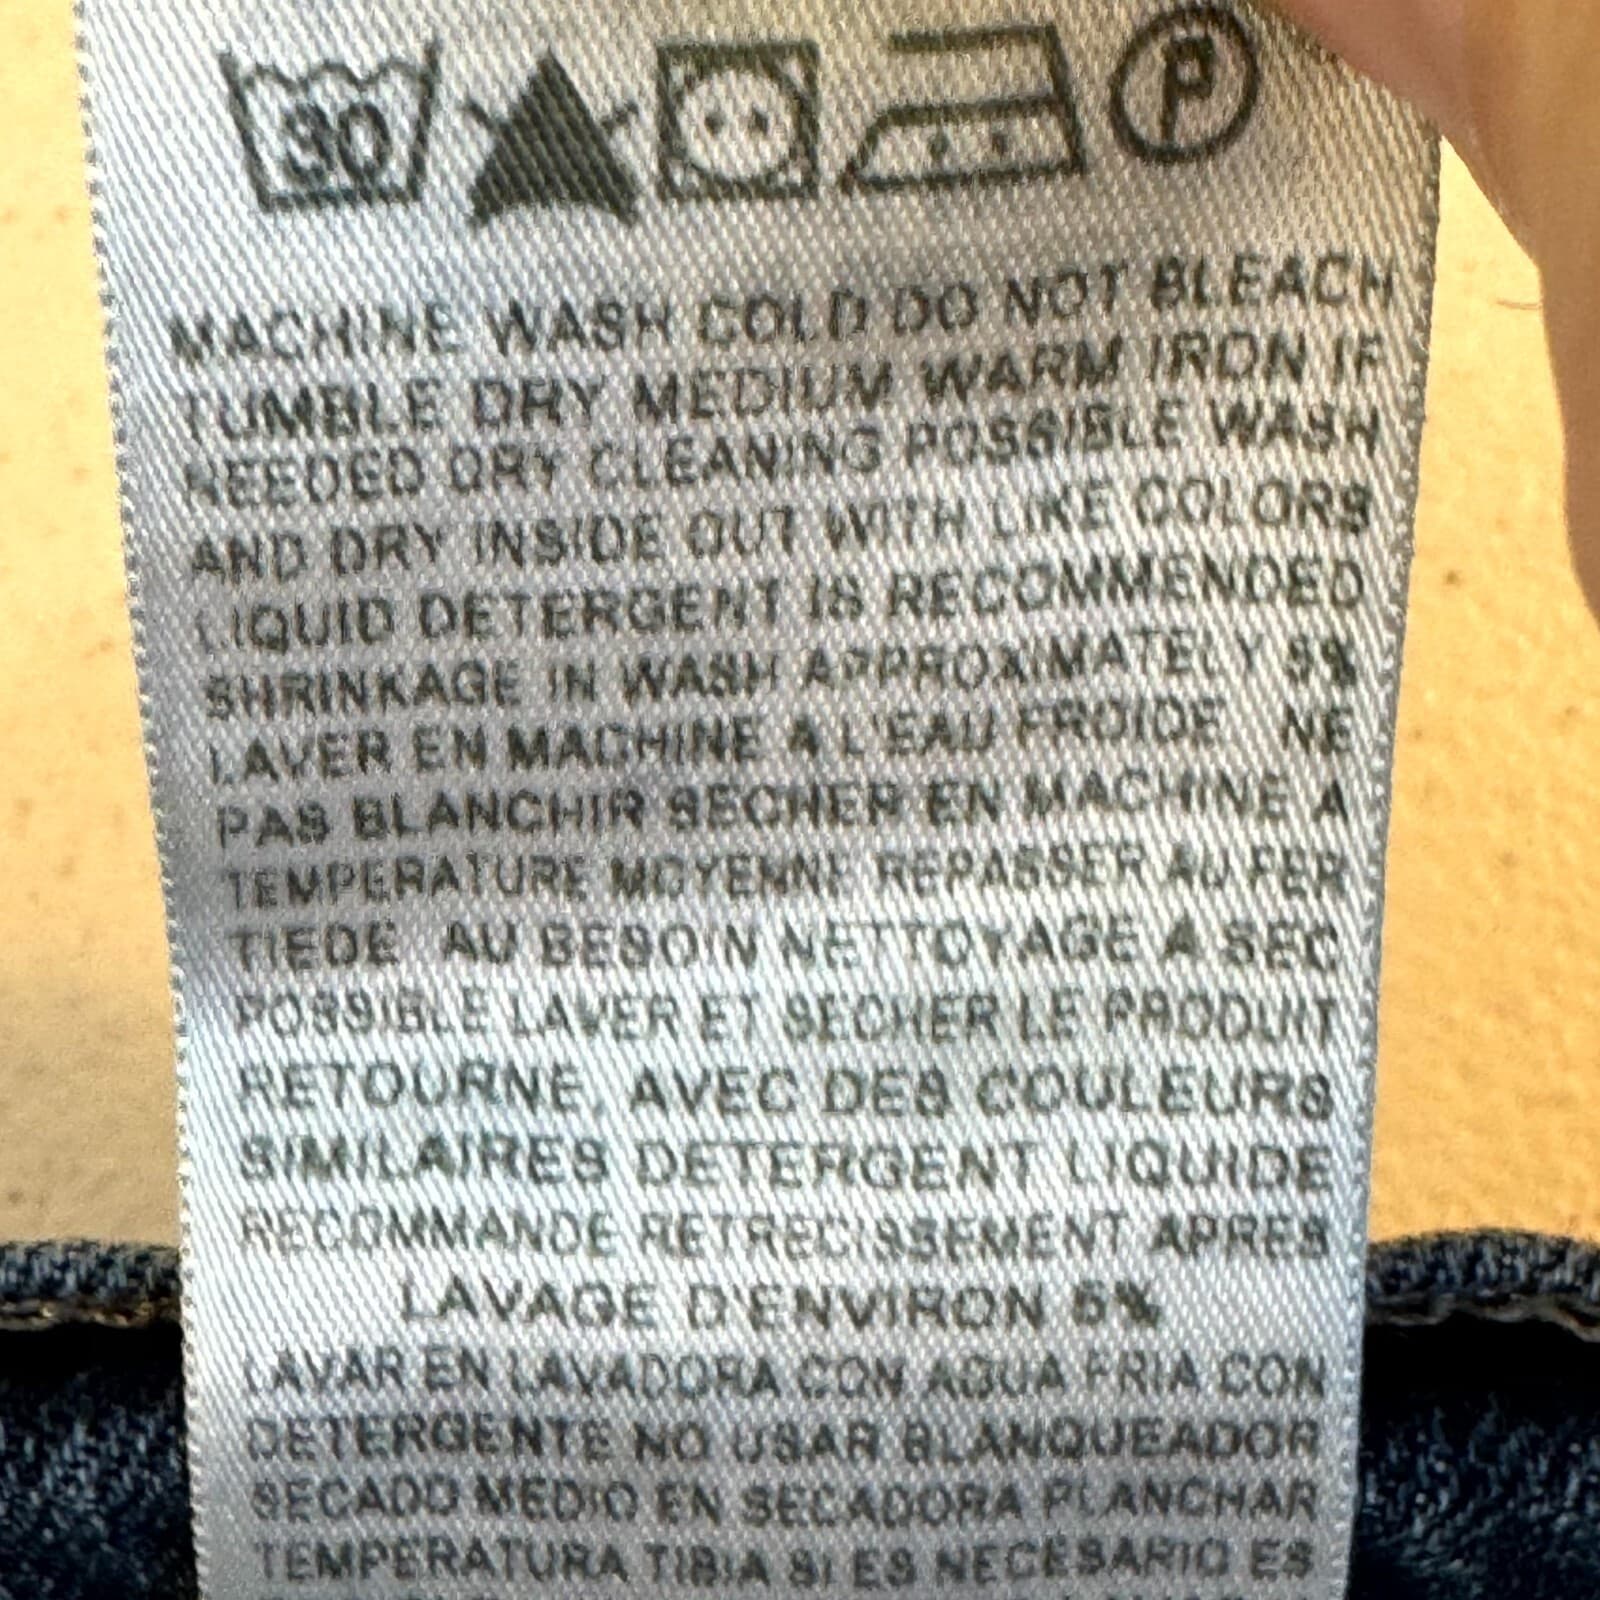 30
P
MACHINE WASH COLD DO NOT BLEACH
TUMBLE DRY MEDIUM WARM IRON IF
NEEDED DRY CLEANING POSSIBLE WASH
AND DRY INSIDE OUT WITH LIKE COLORS
LIQUID DETERGENT IS RECOMMENDED
SHRINKAGE IN WASH APPROXIMATELY
LAVER EN MACHINE A L'EAU FROIDE NE
PAS BLANCHIR SECHER EN MACHINE A
TEMPERATURE MOYENNE REPASSER AU FER
TIEDE AU BESOIN NETTOYAGE A SEC
POSSIBLE LAVER ET SECHER LE PRODUIT
RETOURNE, AVEC DES COULEURS
SIMILAIRES DETERGENT LIQUIDE
RECOMMANDE RETRECISSEMENT APRES
LAVAGE D'ENVIRON
LAVAR EN LAVADORA CON AGUA FRIA CON
DETERGENTE NO USAR BLANQUEADOR
SECADO MEDIO EN SECADORA PLANCHAR
TEMPERATURA TIBIA SI ES NECESARIO ES